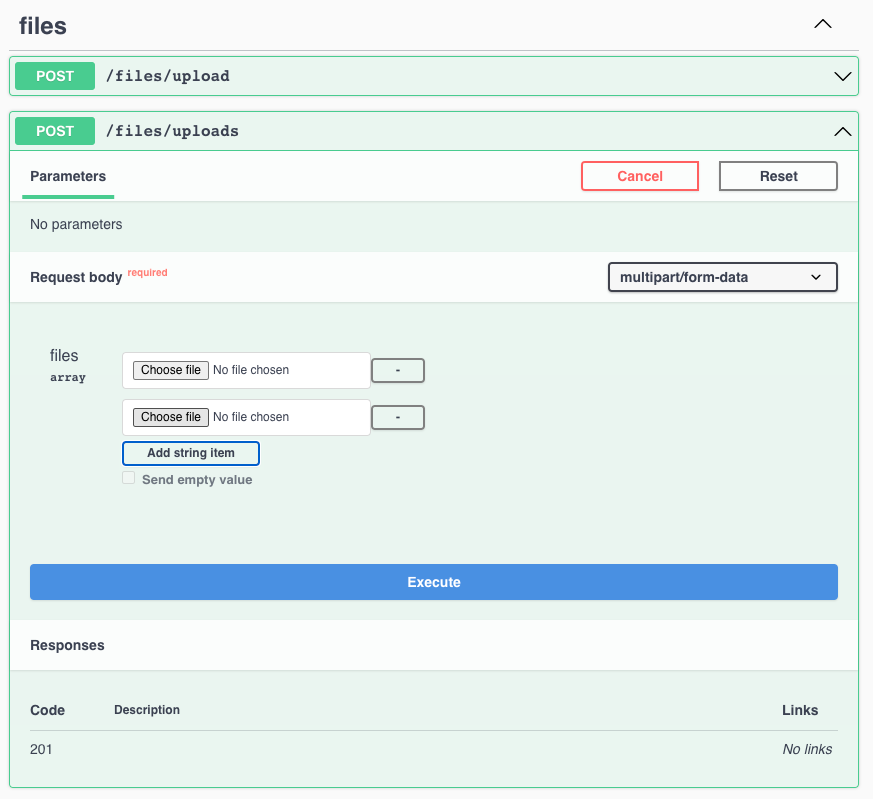 files
POST /files/upload
POST /files/uploads
Parameters Cancel Reset
No parameters
Request body required multipart/form-data
files
array
Choose file No file chosen -
Choose file No file chosen -
Add string item
Send empty value
Execute
Responses
Code Description Links
201 No links